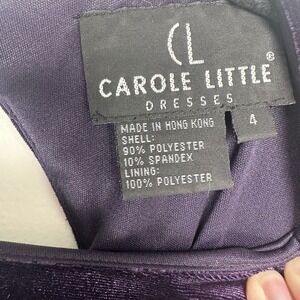 CL
CAROLE LITTLE®
DRESSES
MADE IN HONG KONG
SHELL:
90% POLYESTER
10% SPANDEX
LINING:
100% POLYESTER
4